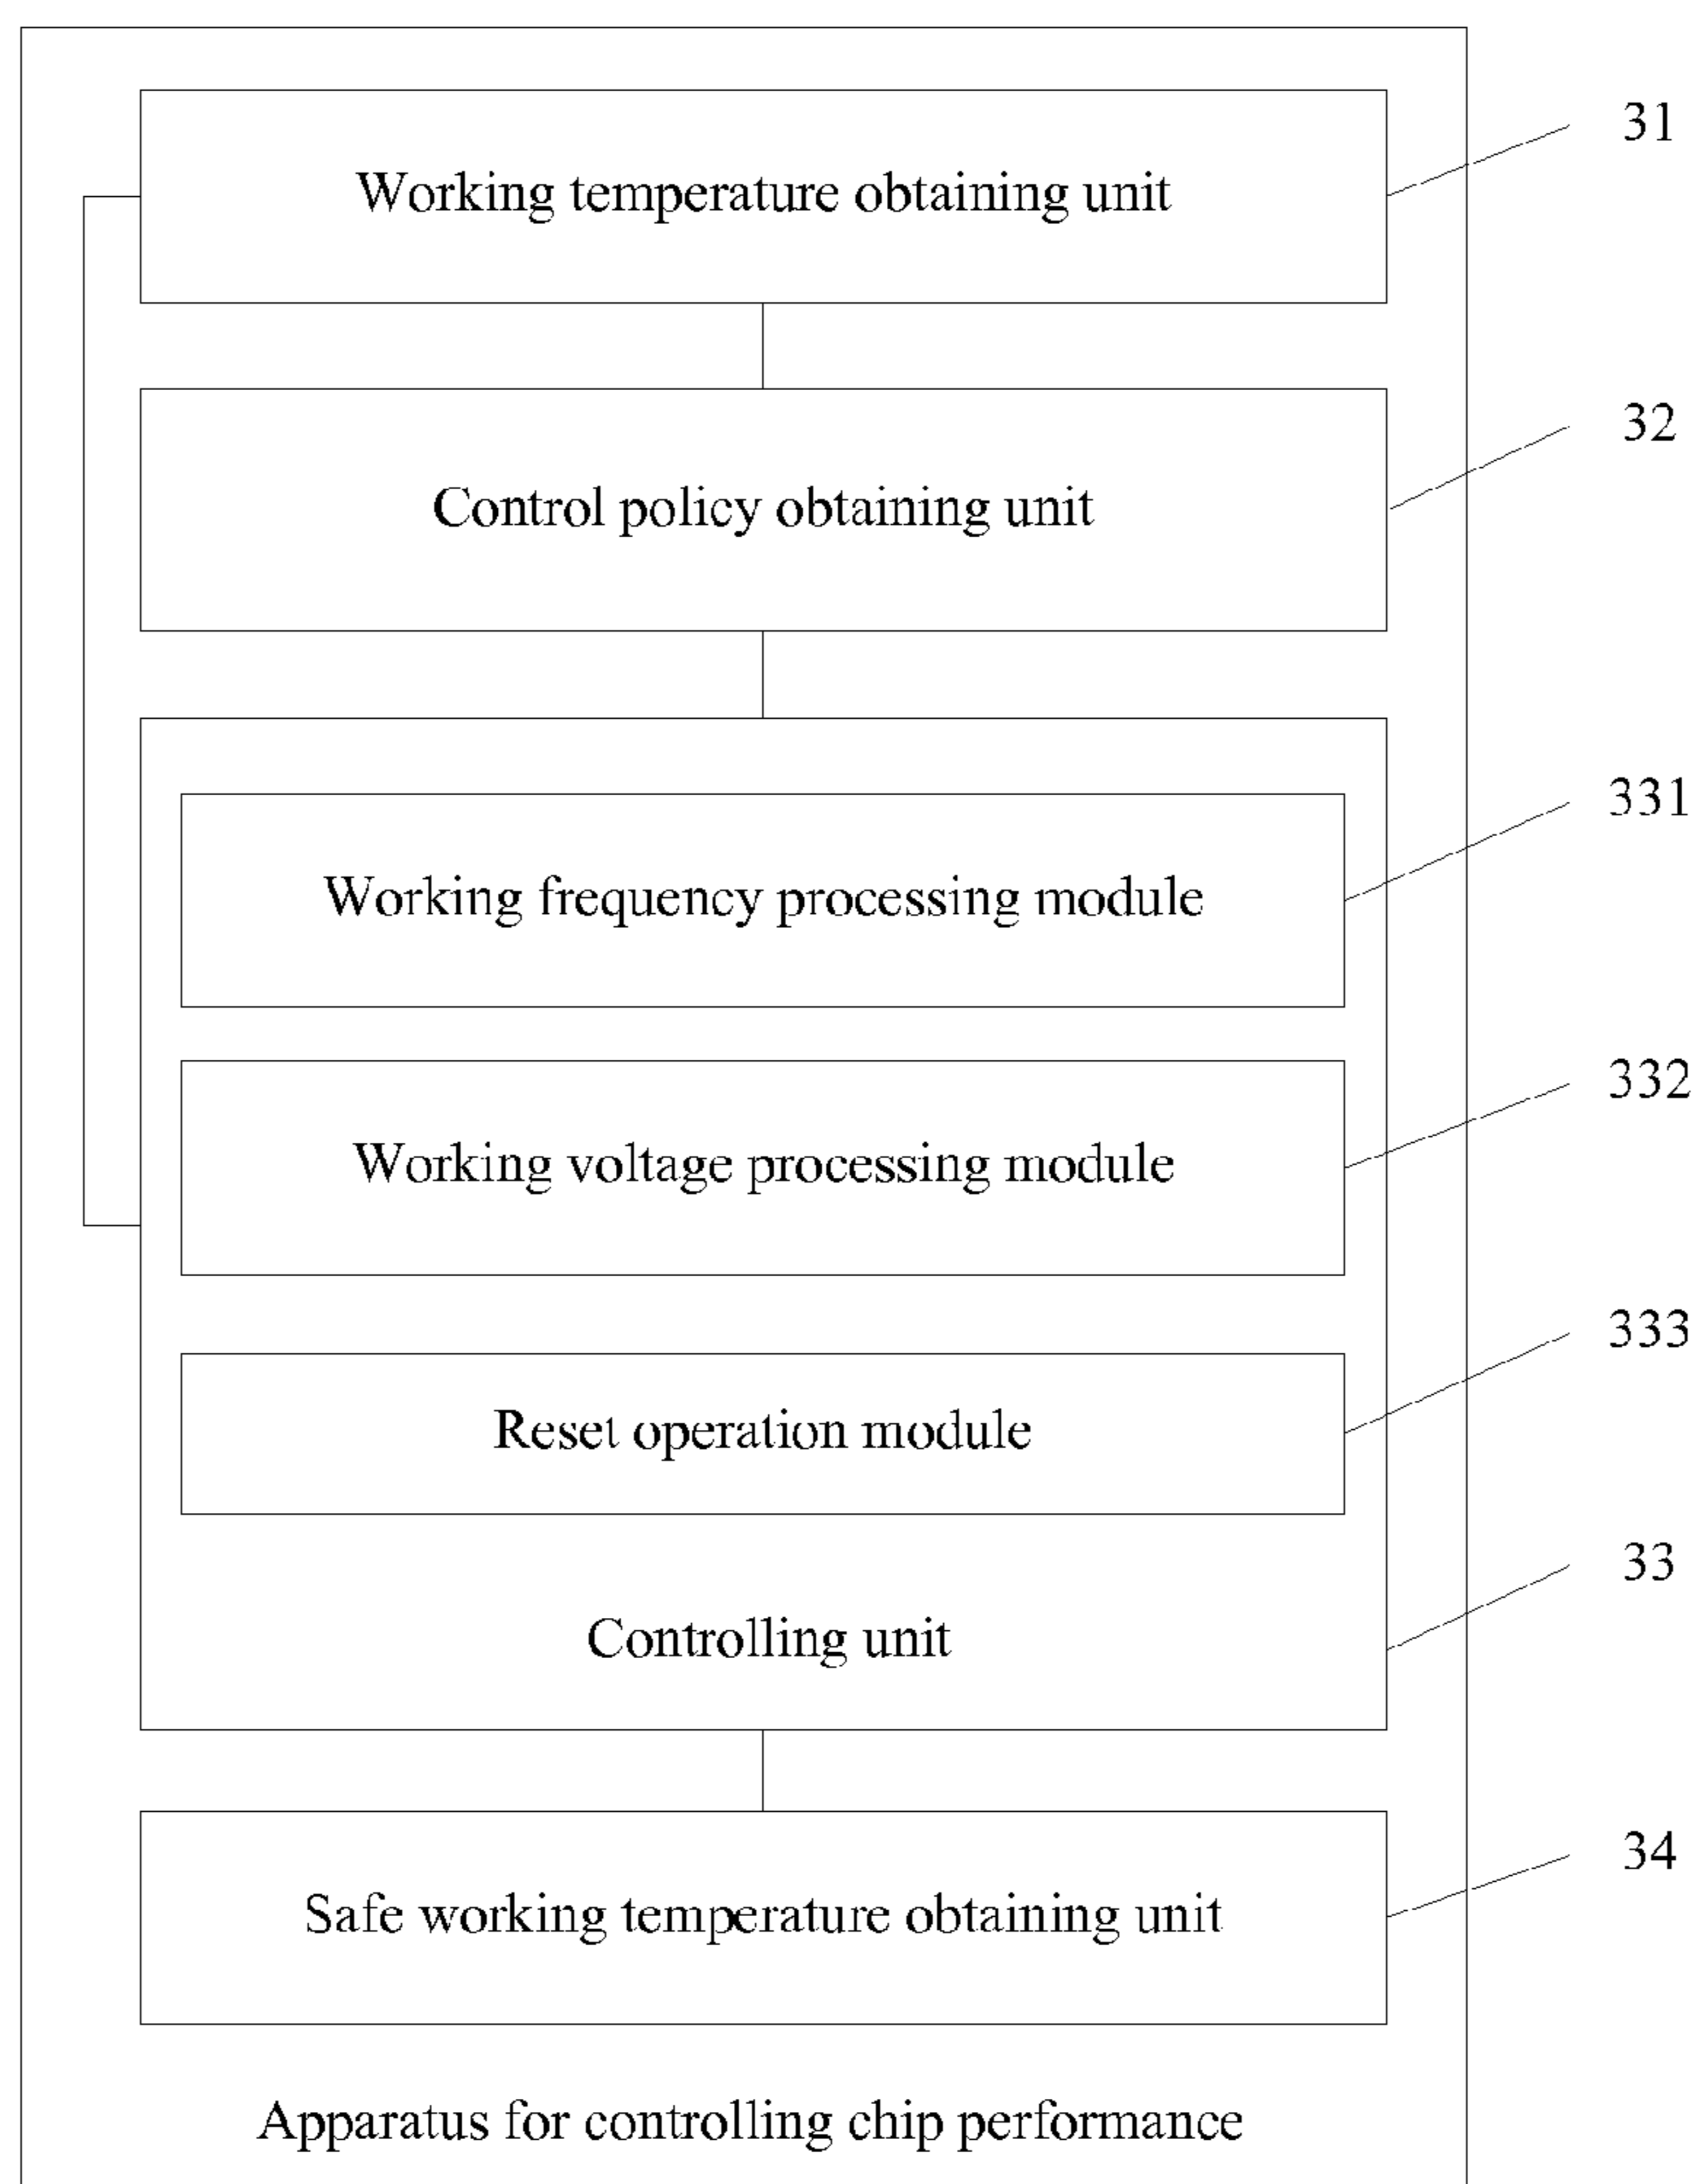 31
Working temperature obtaining unit
32
Control policy obtaining unit
331
Working frequency processing module
332
Working voltage processing module
333
Reset operation module
33
Controlling unit
34
Safe working temperature obtaining unit
Apparatus for controlling chip performance